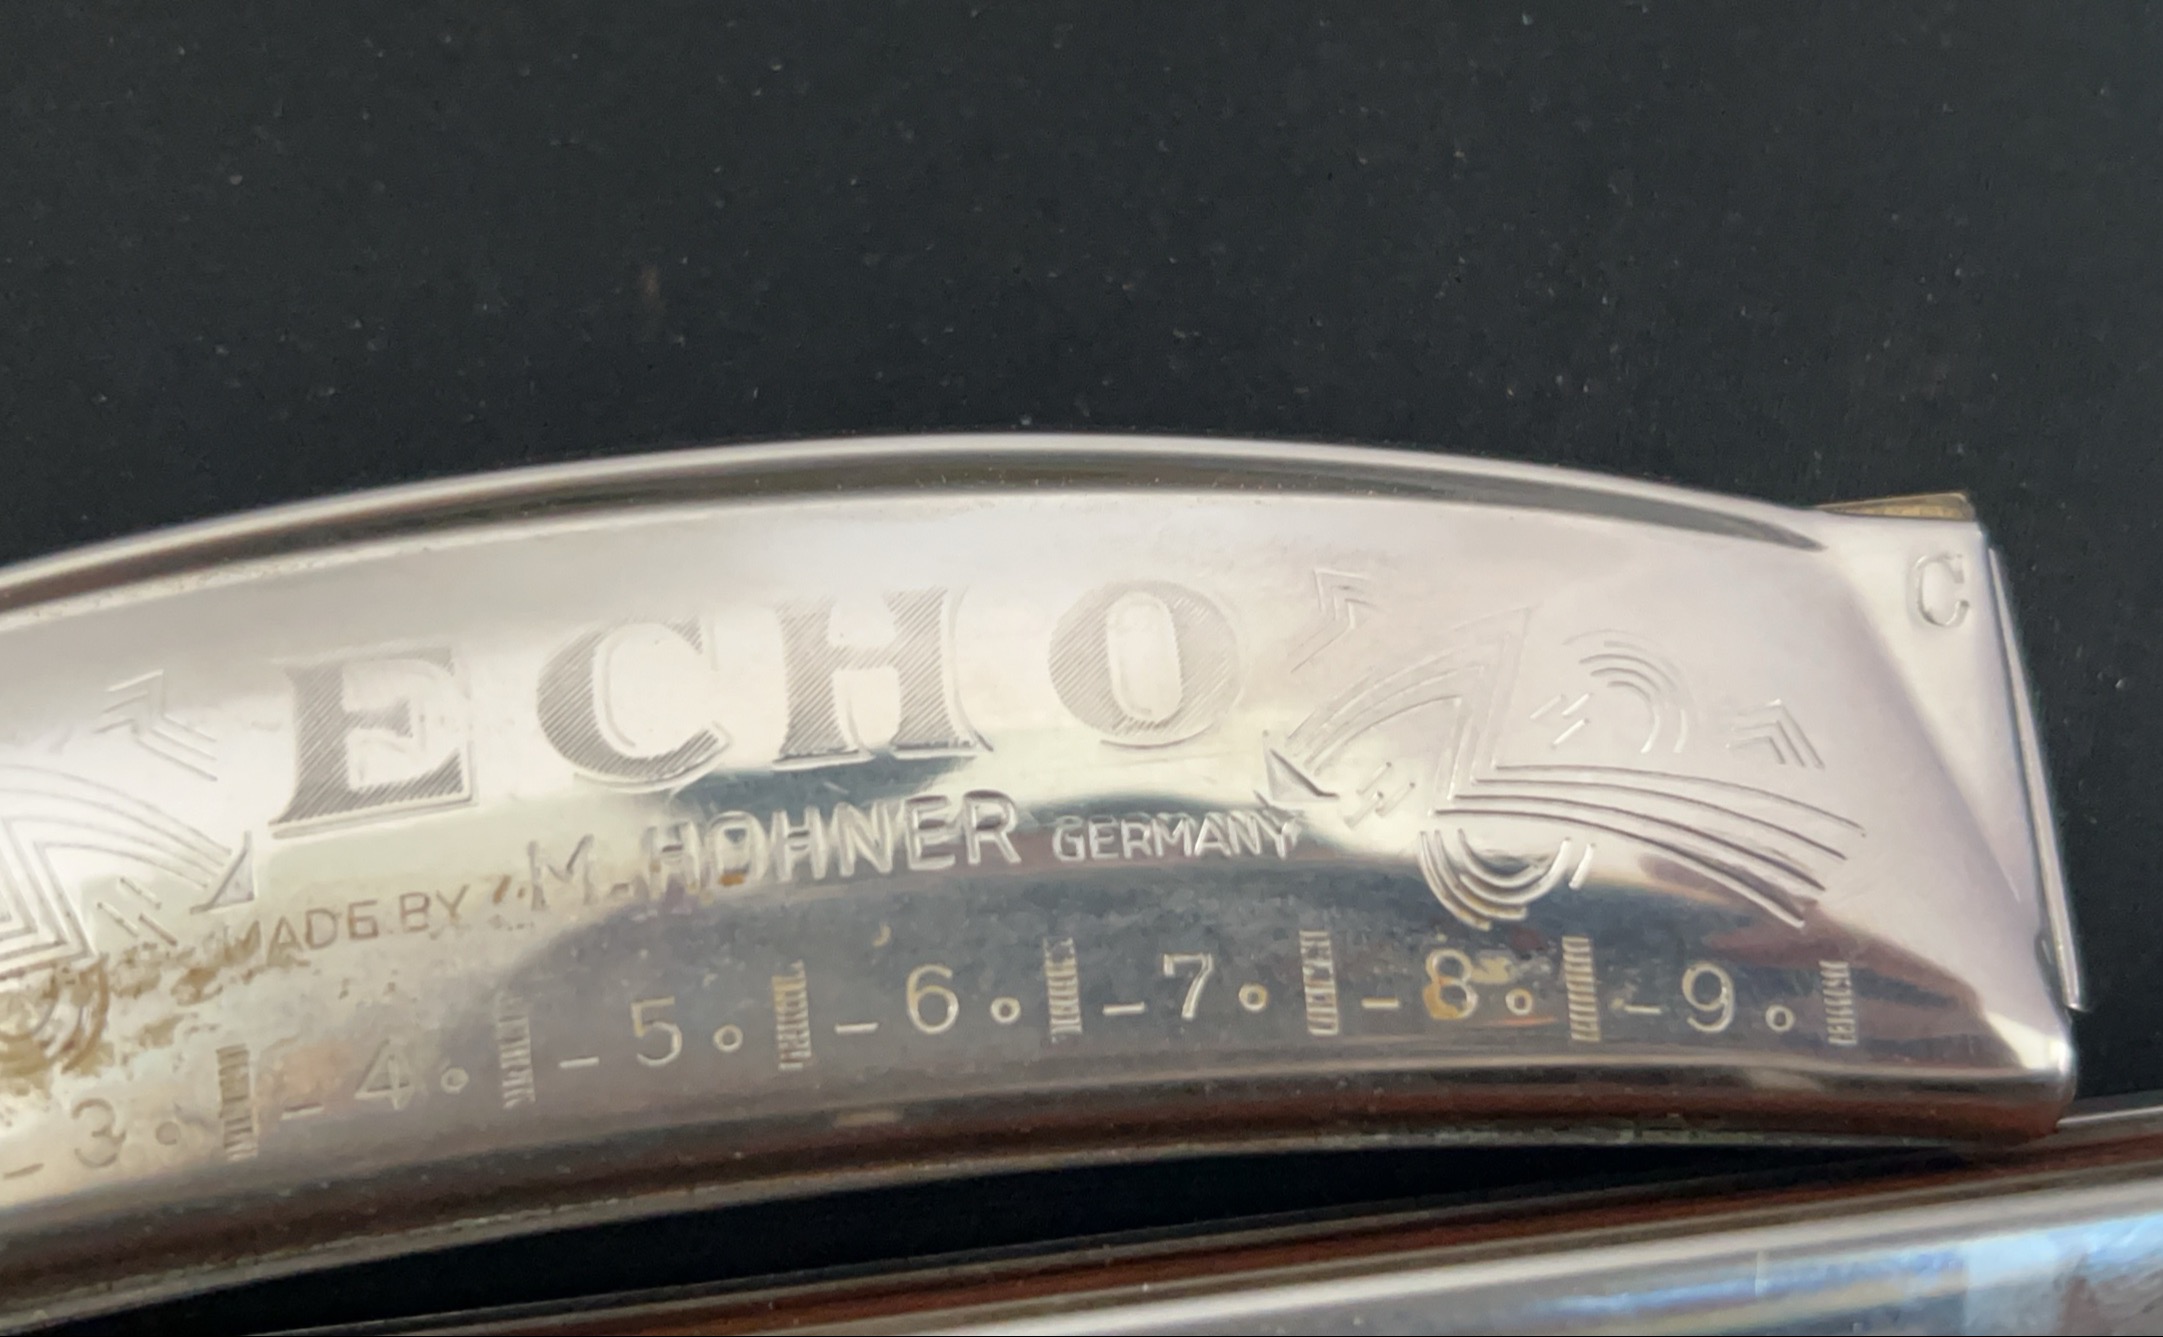 C
ECHO
MADE BY M. HOHNER GERMANY
- 3 o - 4 o - 5 o - 6 o - 7 o - 8 o - 9 o